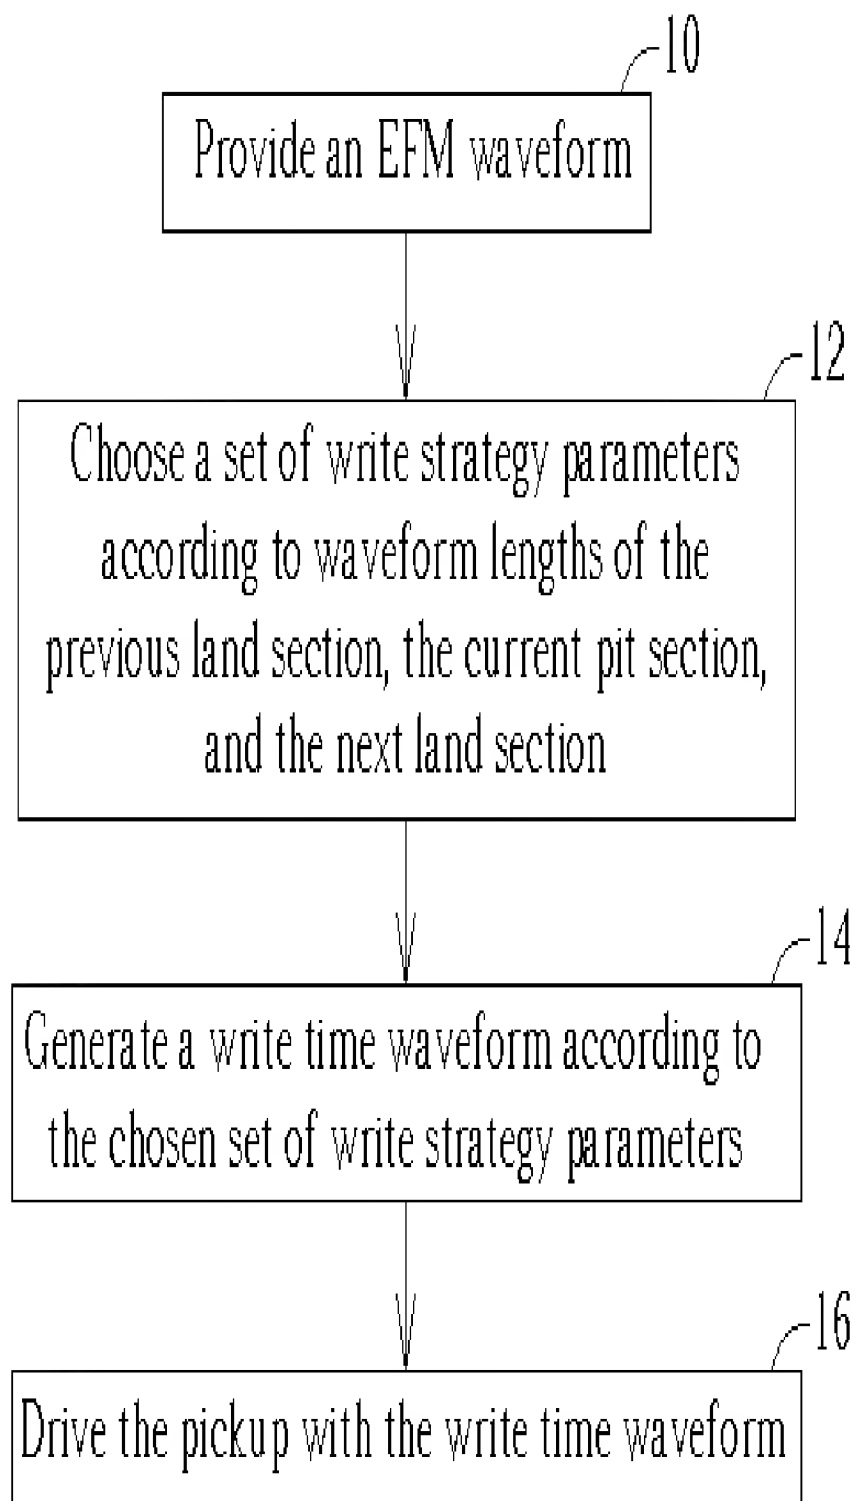 10
Provide an EFM waveform
12
Choose a set of write strategy parameters
according to waveform lengths of the
previous land section, the current pit section,
and the next land section
14
Generate a write time waveform according to
the chosen set of write strategy parameters
16
Drive the pickup with the write time waveform